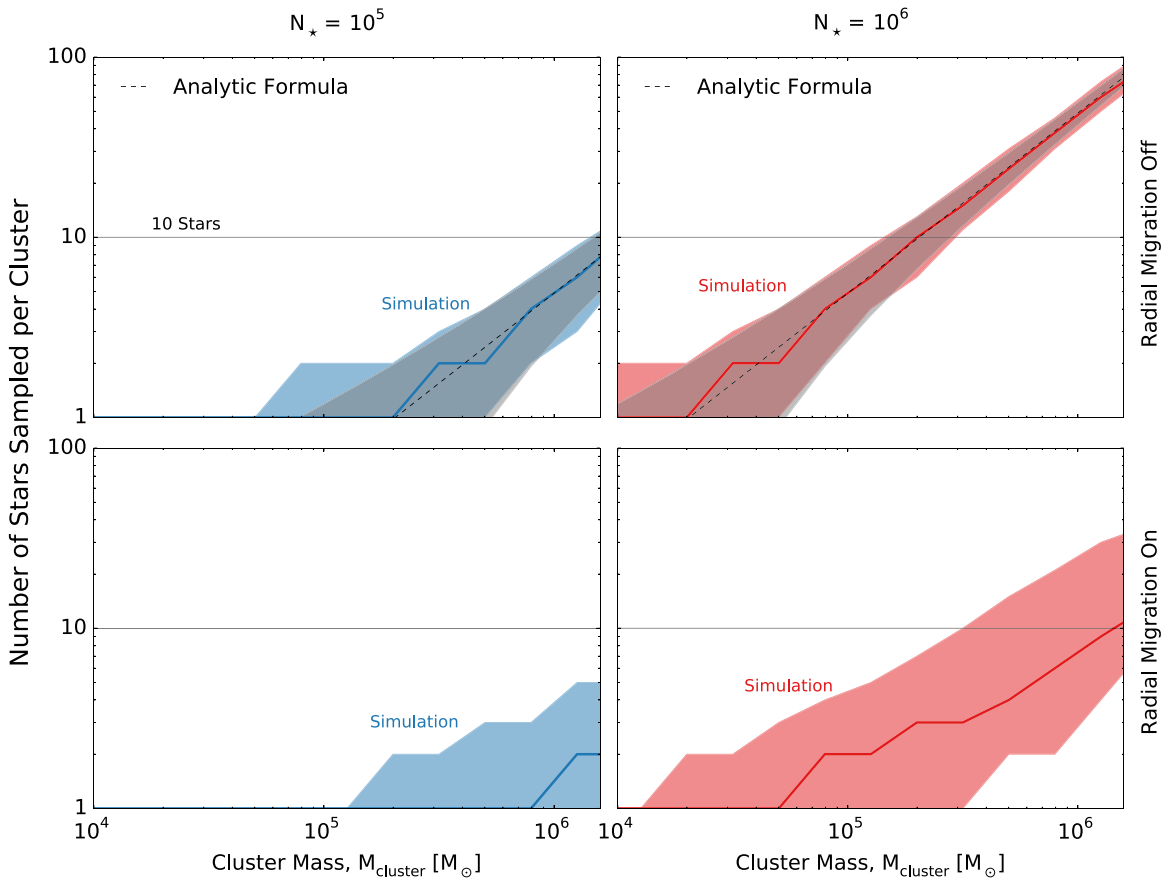 N⋆ = 10⁵
N⋆ = 10⁶
Number of Stars Sampled per Cluster
100
10
1
Analytic Formula
10 Stars
Simulation
Analytic Formula
Simulation
Radial Migration Off
100
10
1
Simulation
Simulation
Radial Migration On
10⁴
10⁵
10⁶
10⁴
10⁵
10⁶
Cluster Mass, M_cluster [M_⊙]
Cluster Mass, M_cluster [M_⊙]